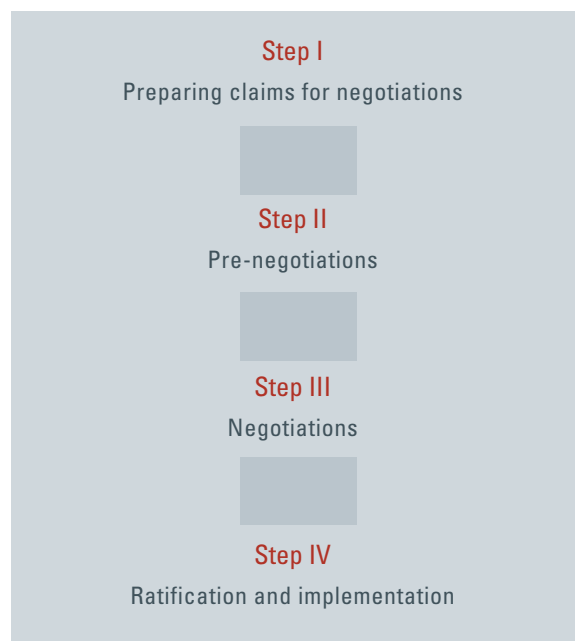 Step I
Preparing claims for negotiations
Step II
Pre-negotiations
Step III
Negotiations
Step IV
Ratification and implementation